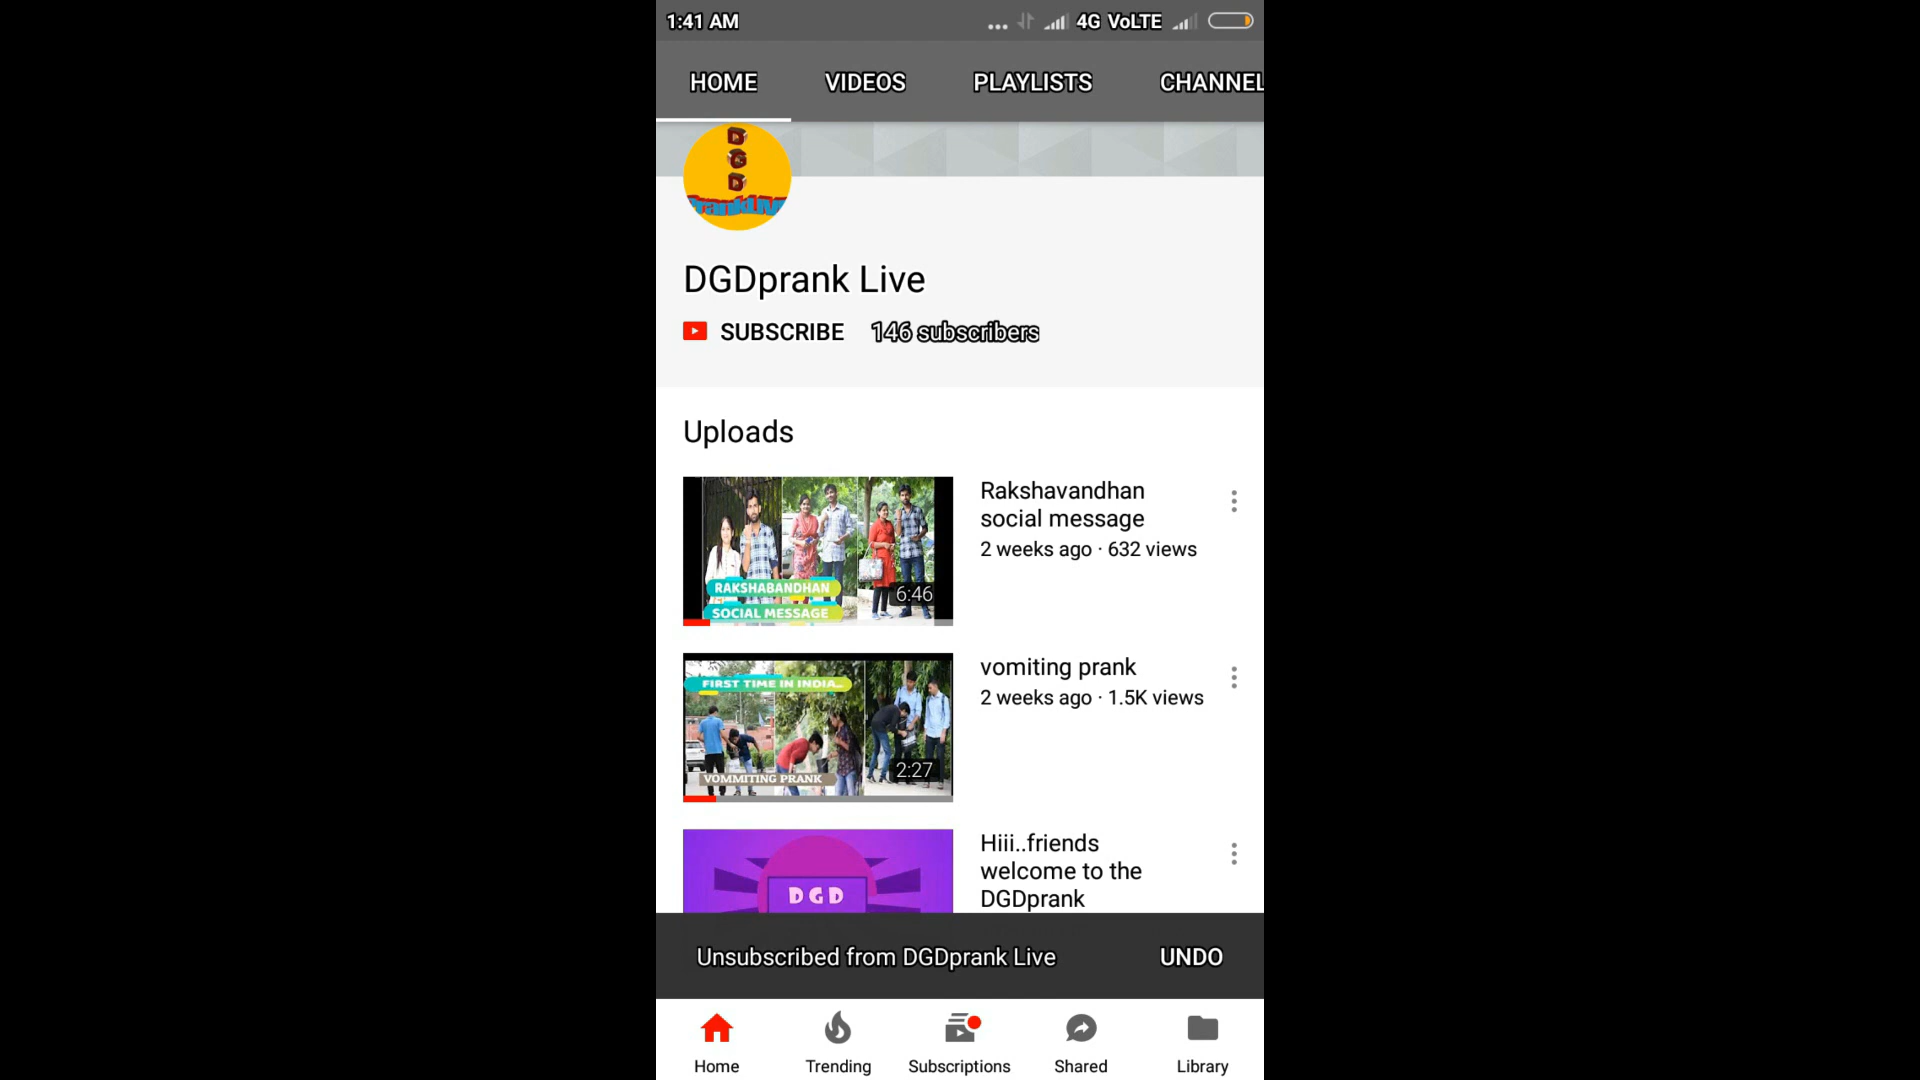 1:41 AM
... 4G VoLTE
HOME VIDEOS PLAYLISTS CHANNEL
D
G
D
PrankLIVE
DGDprank Live
SUBSCRIBE 146 subscribers
Uploads
RAKSHABANDHAN
SOCIAL MESSAGE
6:46
Rakshavandhan
social message
2 weeks ago · 632 views
FIRST TIME IN INDIA...
VOMMITING PRANK
2:27
vomiting prank
2 weeks ago · 1.5K views
DGD
Hiii..friends
welcome to the
DGDprank
Unsubscribed from DGDprank Live UNDO
Home Trending Subscriptions Shared Library